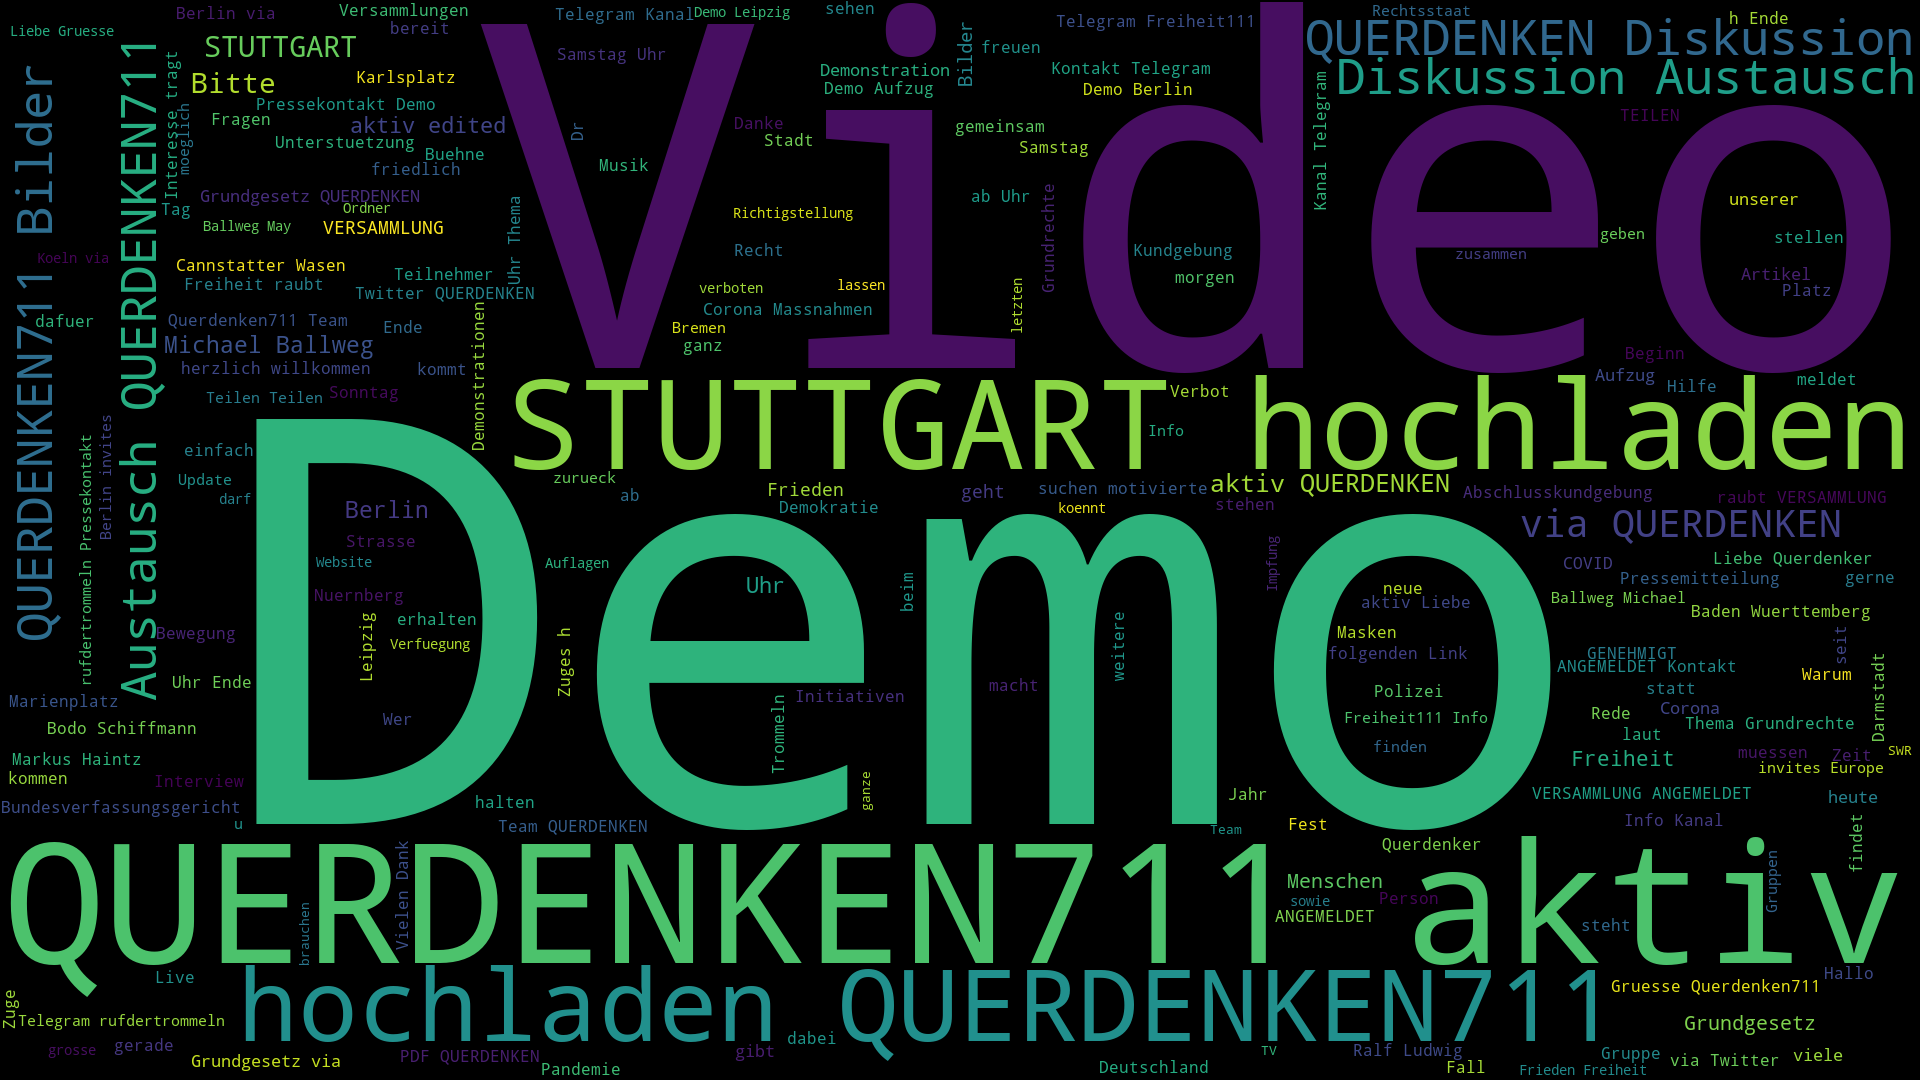 Berlin via
Versammlungen
Telegram Kanal
Demo Leipzig
sehen
Telegram Freiheit111
Rechtsstaat
h Ende
Liebe Gruesse
bereit
STUTTGART
Samstag Uhr
Video
freuen
Bilder
QUERDENKEN Diskussion
Diskussion Austausch
Bitte
Karlsplatz
Demonstration
Demo Aufzug
Kontakt Telegram
Demo Berlin
Kanal Telegram
TEILEN
QUERDENKEN711 Bilder
Austausch QUERDENKEN711
Interesse tragt
moeglich
Pressekontakt Demo
Fragen
aktiv edited
Dr
Danke
Stadt
gemeinsam
Samstag
Unterstuetzung
Buehne
friedlich
Musik
Grundgesetz QUERDENKEN
Tag
Ordner
Ballweg May
VERSAMMLUNG
Uhr Thema
Richtigstellung
Recht
ab Uhr
Grundrechte
Kundgebung
morgen
unserer
geben
stellen
zusammen
Artikel
Platz
Koeln via
Cannstatter Wasen
Freiheit raubt
Teilnehmer
Twitter QUERDENKEN
verboten
lassen
Corona Massnahmen
letzten
Bremen
ganz
dafuer
Querdenken711 Team
Ende
Michael Ballweg
herzlich willkommen
kommt
Demonstrationen
Beginn
Aufzug
Hilfe
meldet
Teilen Teilen
Sonntag
STUTTGART hochladen
Verbot
Info
rufdertrommeln Pressekontakt
Berlin invites
einfach
Update
darf
Demo
zurueck
ab
Frieden
Demokratie
geht
suchen motivierte
koennt
aktiv QUERDENKEN
stehen
Abschlusskundgebung
raubt VERSAMMLUNG
via QUERDENKEN
Berlin
Strasse
Website
Nuernberg
Leipzig
erhalten
Verfuegung
Auflagen
Uhr
beim
Impfung
COVID
Liebe Querdenker
Pressemitteilung
gerne
neue
aktiv Liebe
Ballweg Michael
Baden Wuerttemberg
Bewegung
Masken
folgenden Link
weitere
Zuges h
seit
GENEHMIGT
ANGEMELDET Kontakt
Warum
Darmstadt
Uhr Ende
Marienplatz
Initiativen
macht
Polizei
statt
Freiheit111 Info
Rede
Corona
Thema Grundrechte
laut
Wer
Bodo Schiffmann
Trommeln
finden
Markus Haintz
kommen
Interview
ganze
Freiheit
muessen
Zeit
SWR
invites Europe
Bundesverfassungsgericht
u
halten
Team QUERDENKEN
Jahr
VERSAMMLUNG ANGEMELDET
heute
Team
Fest
Info Kanal
findet
QUERDENKEN711 aktiv
Querdenker
Vielen Dank
brauchen
Menschen
sowie
Person
ANGEMELDET
Gruppen
steht
Live
hochladen QUERDENKEN711
Hallo
Gruesse Querdenken711
Zuge
Telegram rufdertrommeln
Grundgesetz
grosse
gerade
Grundgesetz via
PDF QUERDENKEN
Pandemie
gibt
dabei
Deutschland
TV
Ralf Ludwig
Fall
Frieden Freiheit
Gruppe
via Twitter
viele